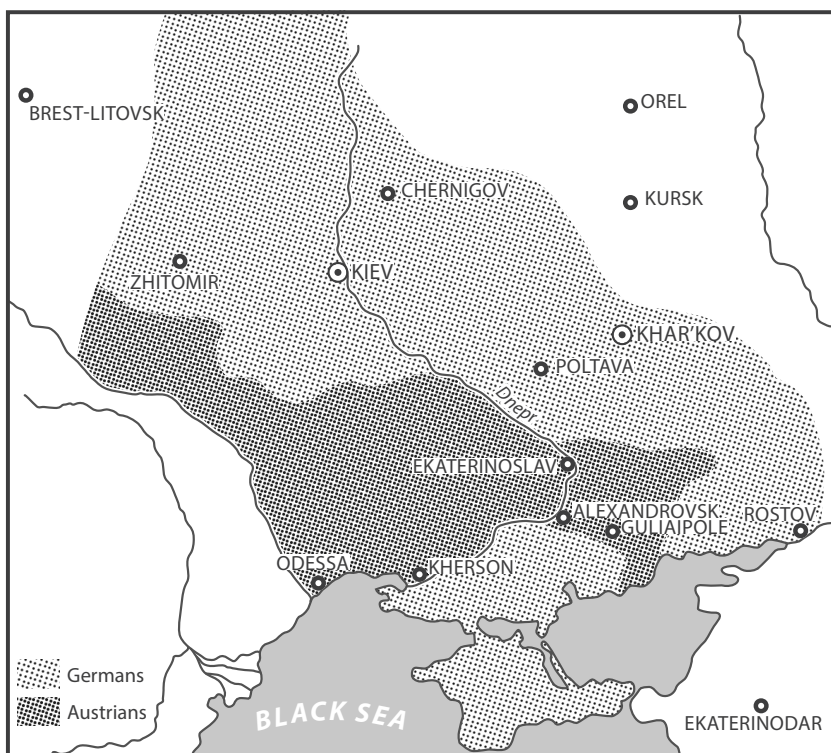 OREL
BREST-LITOVSK
CHERNIGOV
KURSK
KIEV
ZHITOMIR
KHAR'KOV
POLTAVA
Dnepr
EKATERINOSLAV
ALEXANDROVSK
GULIAIPOLE
ROSTOV
ODESSA
KHERSON
Germans
Austrians
BLACK SEA
EKATERINODAR